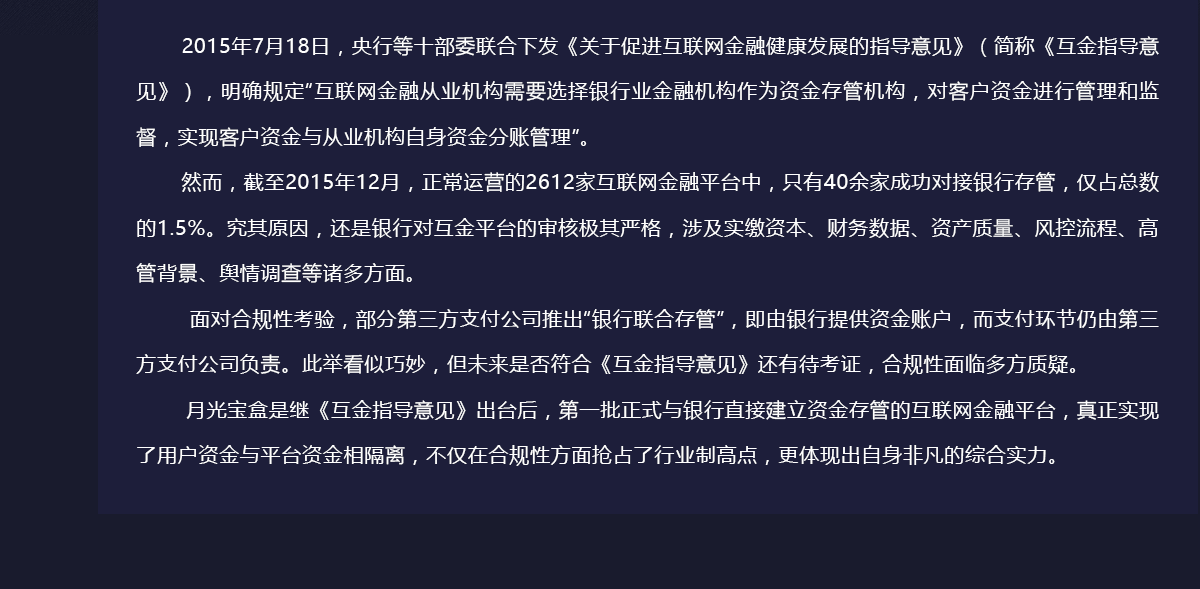 2015年7月18日，央行等十部委联合下发《关于促进互联网金融健康发展的指导意见》（简称《互金指导意
见》），明确规定"互联网金融从业机构需要选择银行业金融机构作为资金存管机构，对客户资金进行管理和监
督，实现客户资金与从业机构自身资金分账管理"。
然而，截至2015年12月，正常运营的2612家互联网金融平台中，只有40余家成功对接银行存管，仅占总数
的1.5%。究其原因，还是银行对互金平台的审核极其严格，涉及实缴资本、财务数据、资产质量、风控流程、高
管背景、舆情调查等诸多方面。
面对合规性考验，部分第三方支付公司推出"银行联合存管"，即由银行提供资金账户，而支付环节仍由第三
方支付公司负责。此举看似巧妙，但未来是否符合《互金指导意见》还有待考证，合规性面临多方质疑。
月光宝盒是继《互金指导意见》出台后，第一批正式与银行直接建立资金存管的互联网金融平台，真正实现
了用户资金与平台资金相隔离，不仅在合规性方面抢占了行业制高点，更体现出自身非凡的综合实力。